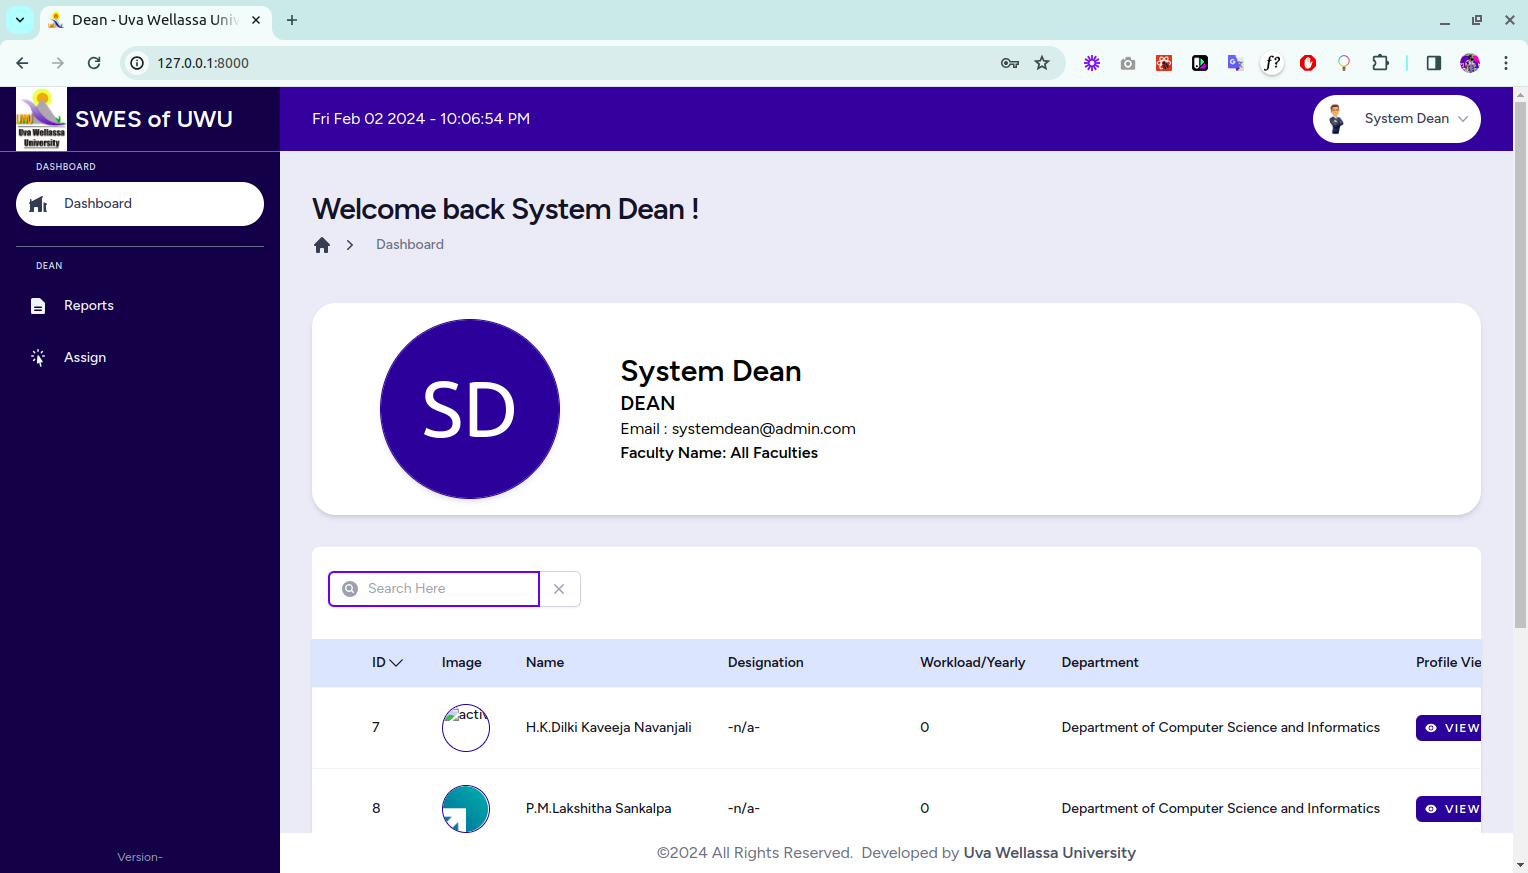 Dean - Uva Wellassa Univ
127.0.0.1:8000
f?
UWU
Uva Wellassa
University
SWES of UWU
Fri Feb 02 2024 - 10:06:54 PM
System Dean
DASHBOARD
Dashboard
DEAN
Reports
Assign
Version-
Welcome back System Dean !
Dashboard
SD
System Dean
DEAN
Email : systemdean@admin.com
Faculty Name: All Faculties
Search Here
ID Image Name Designation Workload/Yearly Department Profile Vie
7 activ H.K.Dilki Kaveeja Navanjali -n/a- 0 Department of Computer Science and Informatics VIEW
8 P.M.Lakshitha Sankalpa -n/a- 0 Department of Computer Science and Informatics VIEW
©2024 All Rights Reserved. Developed by Uva Wellassa University